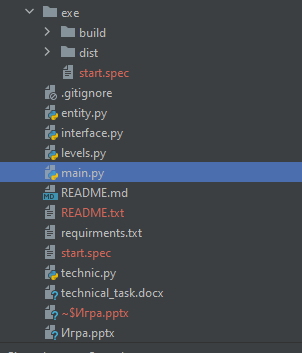 exe
build
dist
start.spec
.gitignore
entity.py
interface.py
levels.py
main.py
README.md
README.txt
requirments.txt
start.spec
technic.py
technical_task.docx
~$Игра.pptx
Игра.pptx